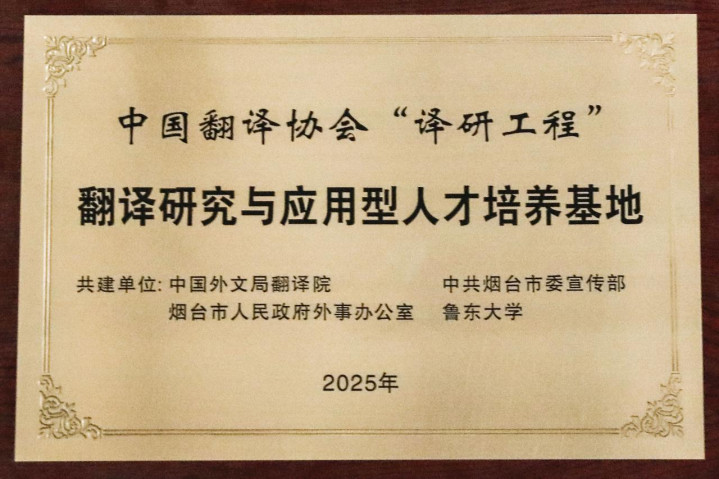 中国翻译协会“译研工程”
翻译研究与应用型人才培养基地
共建单位: 中国外文局翻译院 中共烟台市委宣传部
烟台市人民政府外事办公室 鲁东大学
2025年